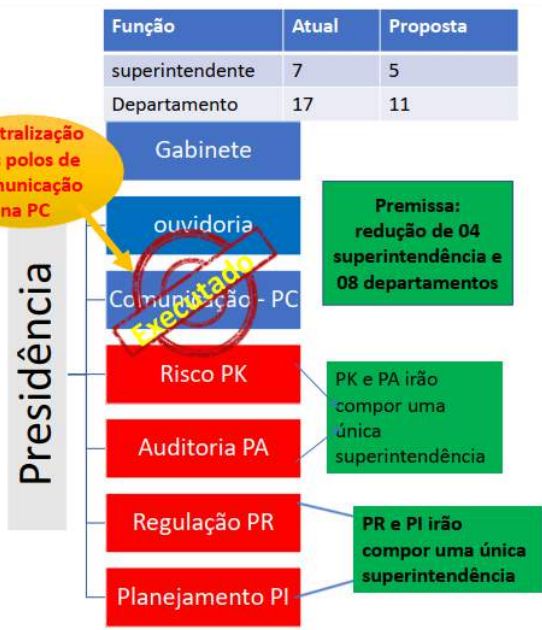 Função Atual Proposta
superintendente 7 5
Departamento 17 11
tralização
polos de
unicação
na PC
Presidência
Gabinete
ouvidoria
Comunicação - PC
Executado
Risco PK
Auditoria PA
Regulação PR
Planejamento PI
Premissa:
redução de 04
superintendência e
08 departamentos
PK e PA irão
compor uma
única
superintendência
PR e PI irão
compor uma única
superintendência